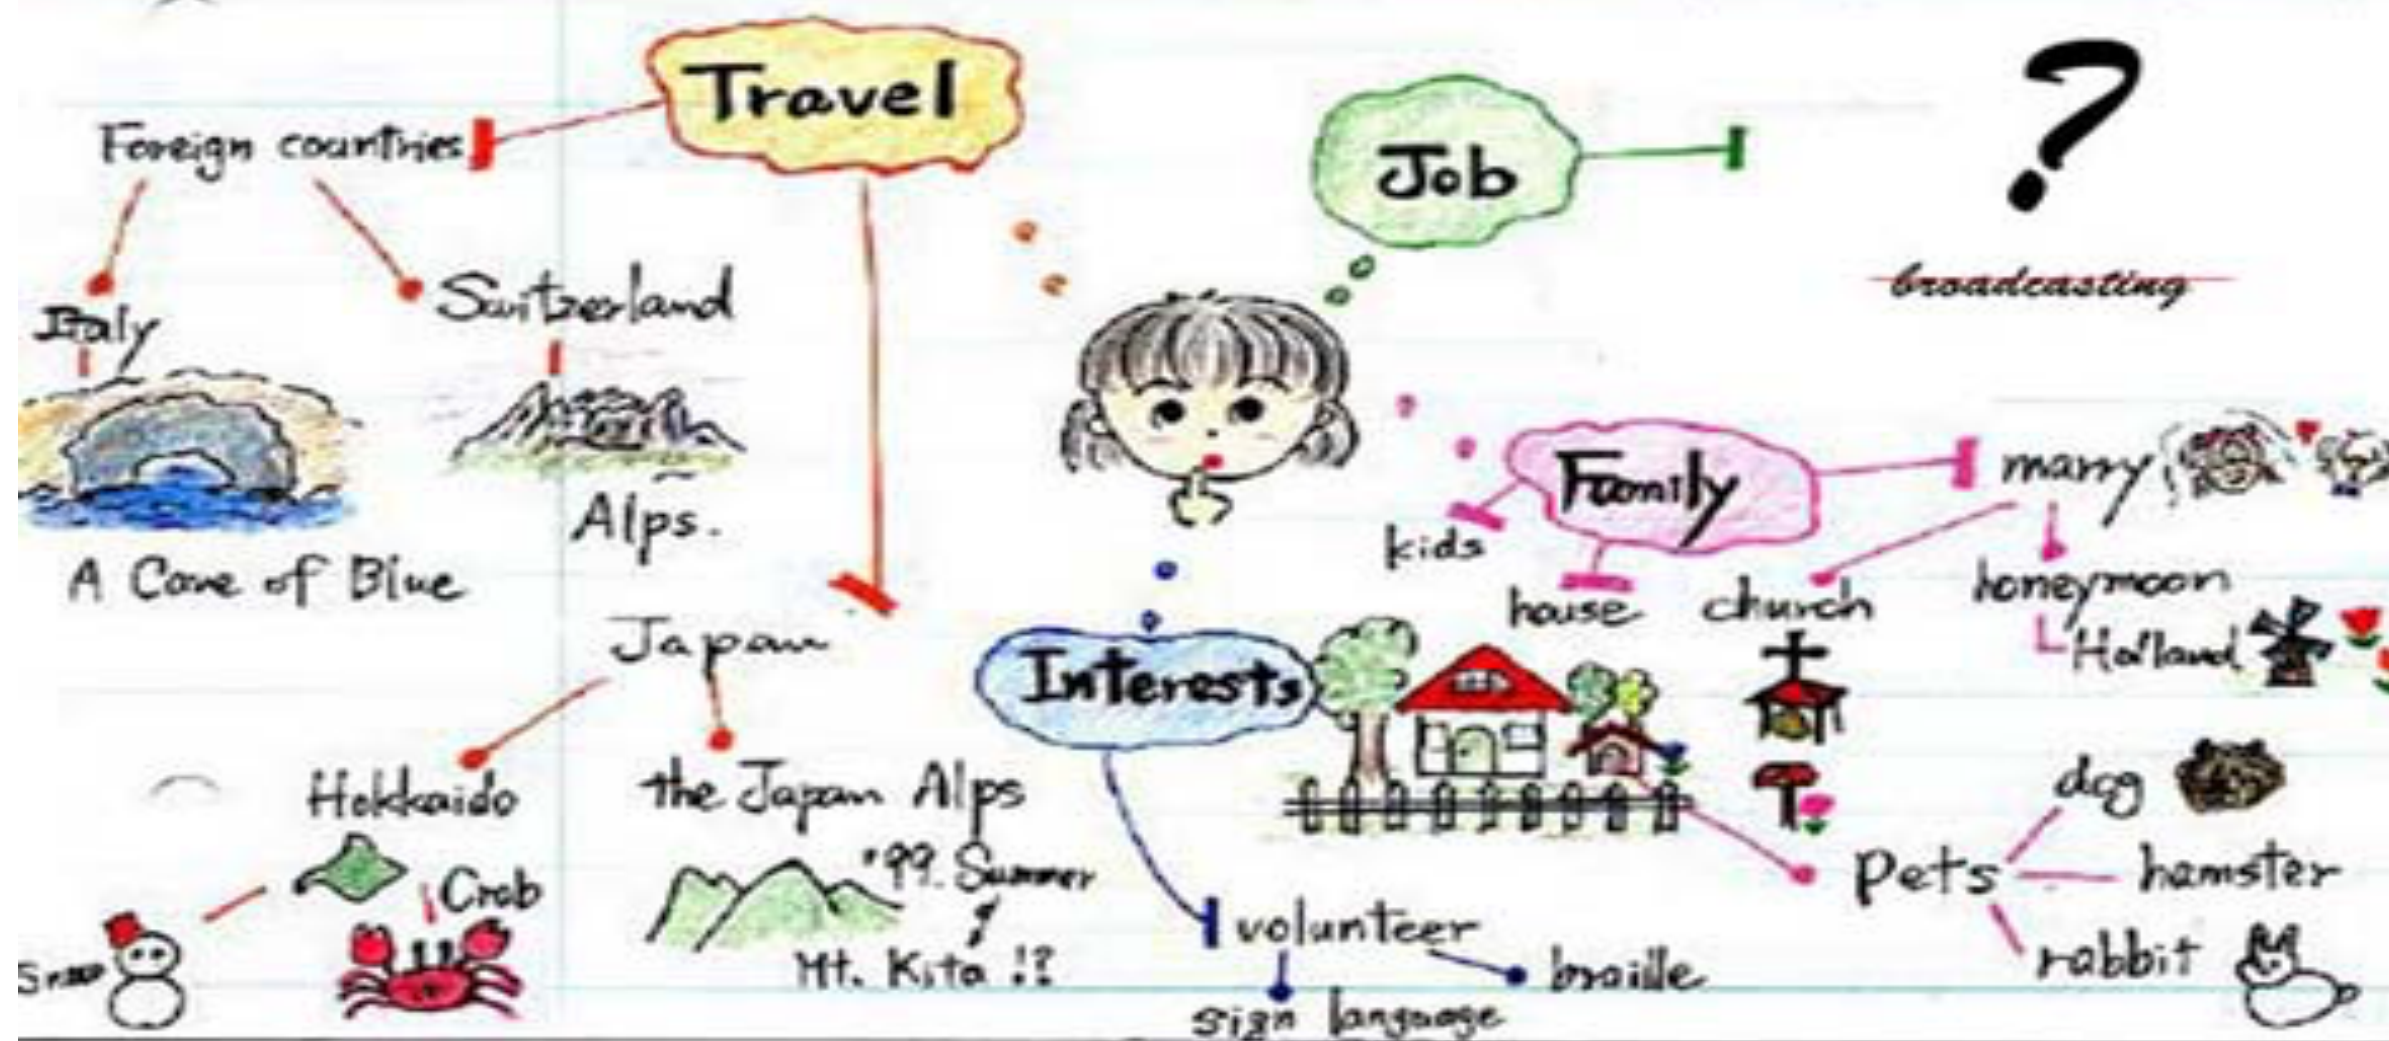 Travel
Foreign countries
Italy
Switzerland
A Cave of Blue
Alps.
Japan
Hokkaido
Snow
Crab
the Japan Alps
'99. Summer
Mt. Kita !?
Job
?
broadcasting
Family
kids
house
marry
church
honeymoon
Holland
pets
dog
hamster
rabbit
Interests
volunteer
sign language
braille